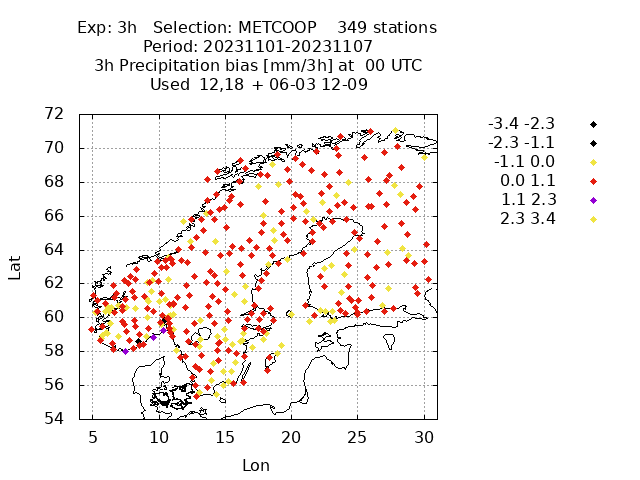 Exp: 3h   Selection: METCOOP    349 stations
Period: 20231101-20231107
3h Precipitation bias [mm/3h] at  00 UTC
Used 12,18 + 06-03 12-09
-3.4 -2.3
-2.3 -1.1
-1.1 0.0
0.0 1.1
1.1 2.3
2.3 3.4
72
70
68
66
64
62
60
58
56
54
Lat
5 10 15 20 25 30
Lon